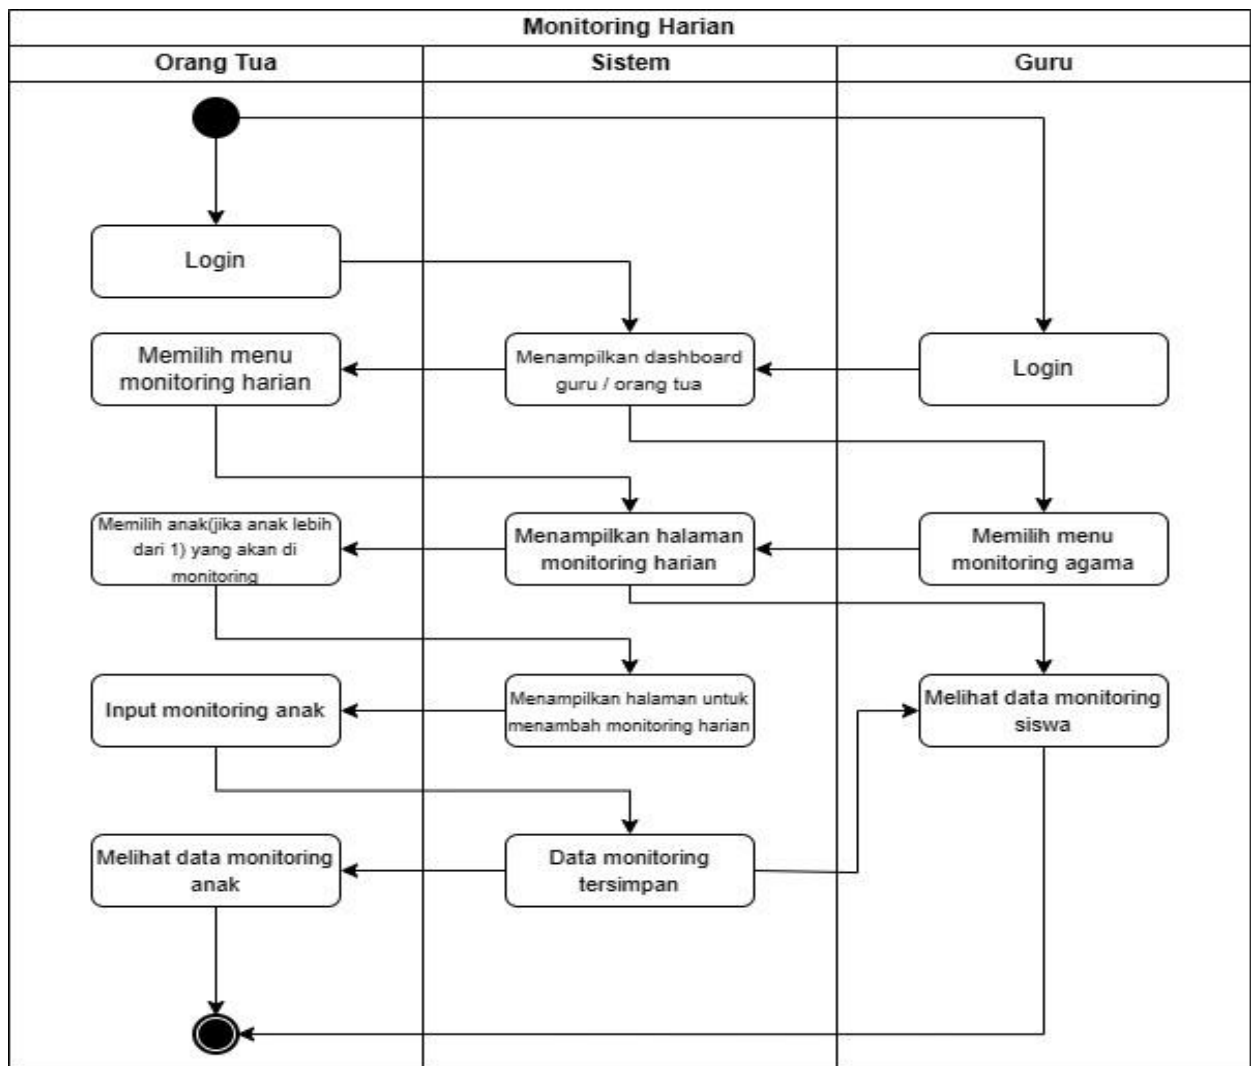 Monitoring Harian
Orang Tua
Sistem
Guru
Login
Memilih menu
monitoring harian
Menampilkan dashboard
guru / orang tua
Login
Memilih anak(jika anak lebih
dari 1) yang akan di
monitoring
Menampilkan halaman
monitoring harian
Memilih menu
monitoring agama
Input monitoring anak
Menampilkan halaman untuk
menambah monitoring harian
Melihat data monitoring
siswa
Melihat data monitoring
anak
Data monitoring
tersimpan